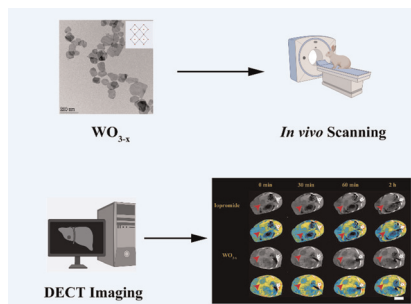 WO3-x
In vivo Scanning
DECT Imaging
0 min 30 min 60 min 2 h
Iopromide
WO3-x